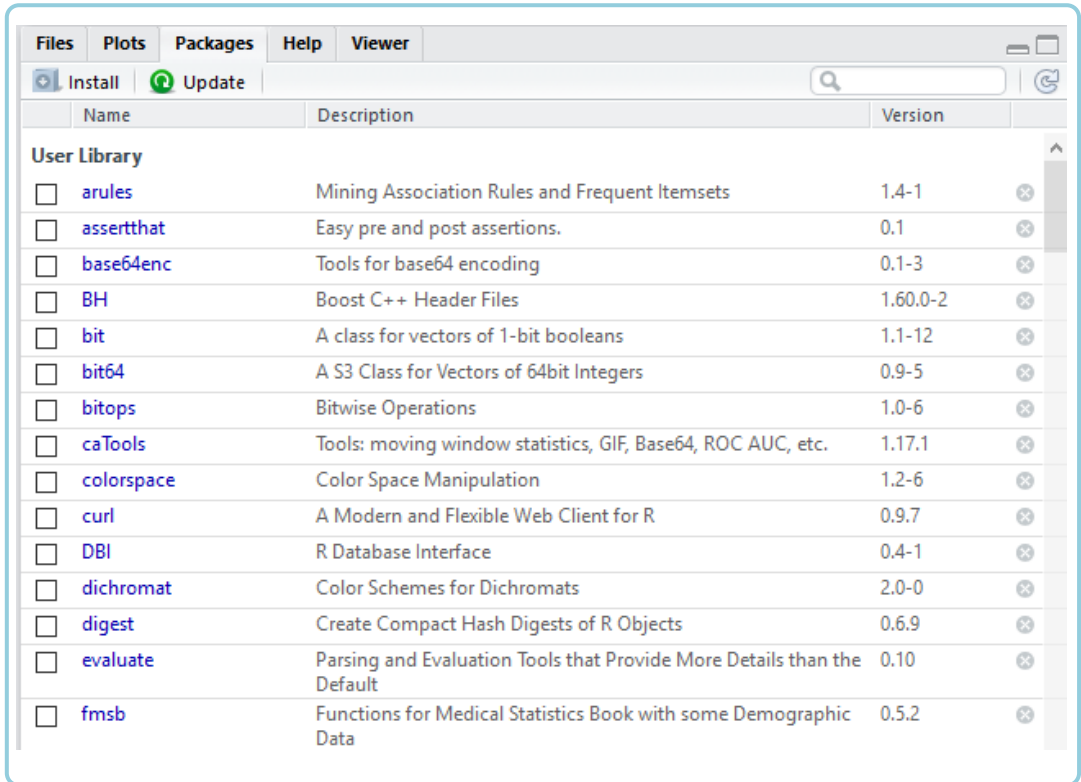 Files Plots Packages Help Viewer
Install Update
Name Description Version
User Library
arules Mining Association Rules and Frequent Itemsets 1.4-1
assertthat Easy pre and post assertions. 0.1
base64enc Tools for base64 encoding 0.1-3
BH Boost C++ Header Files 1.60.0-2
bit A class for vectors of 1-bit booleans 1.1-12
bit64 A S3 Class for Vectors of 64bit Integers 0.9-5
bitops Bitwise Operations 1.0-6
caTools Tools: moving window statistics, GIF, Base64, ROC AUC, etc. 1.17.1
colorspace Color Space Manipulation 1.2-6
curl A Modern and Flexible Web Client for R 0.9.7
DBI R Database Interface 0.4-1
dichromat Color Schemes for Dichromats 2.0-0
digest Create Compact Hash Digests of R Objects 0.6.9
evaluate Parsing and Evaluation Tools that Provide More Details than the 0.10
Default
fmsb Functions for Medical Statistics Book with some Demographic 0.5.2
Data